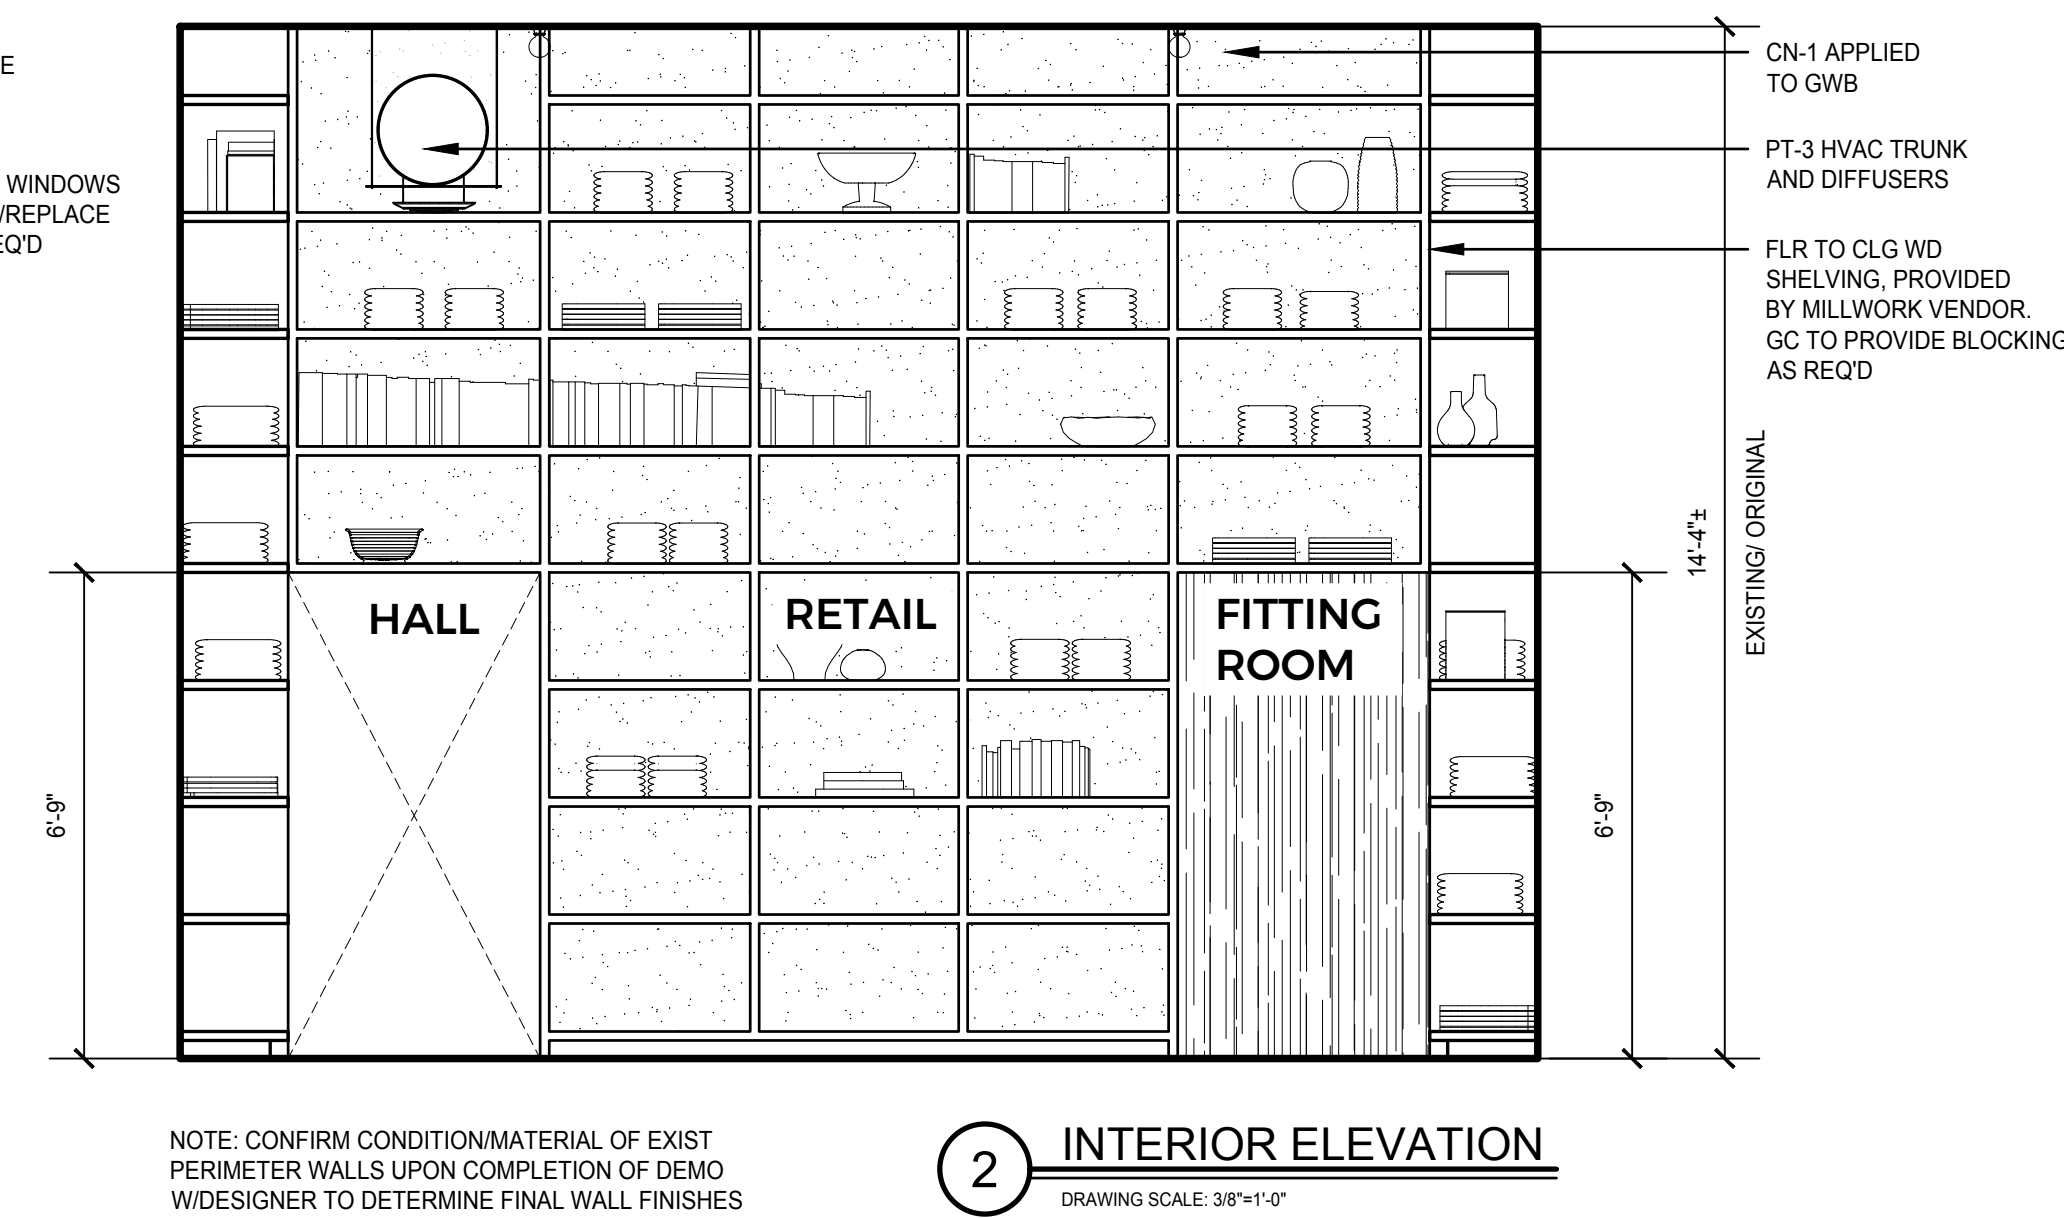 E
WINDOWS
/REPLACE
EQ'D
CN-1 APPLIED
TO GWB
PT-3 HVAC TRUNK
AND DIFFUSERS
FLR TO CLG WD
SHELVING, PROVIDED
BY MILLWORK VENDOR.
GC TO PROVIDE BLOCKING
AS REQ'D
HALL
RETAIL
FITTING
ROOM
6'-9"
6'-9"
14'-4"±
EXISTING/ ORIGINAL
NOTE: CONFIRM CONDITION/MATERIAL OF EXIST
PERIMETER WALLS UPON COMPLETION OF DEMO
W/DESIGNER TO DETERMINE FINAL WALL FINISHES
2
INTERIOR ELEVATION
DRAWING SCALE: 3/8"=1'-0"